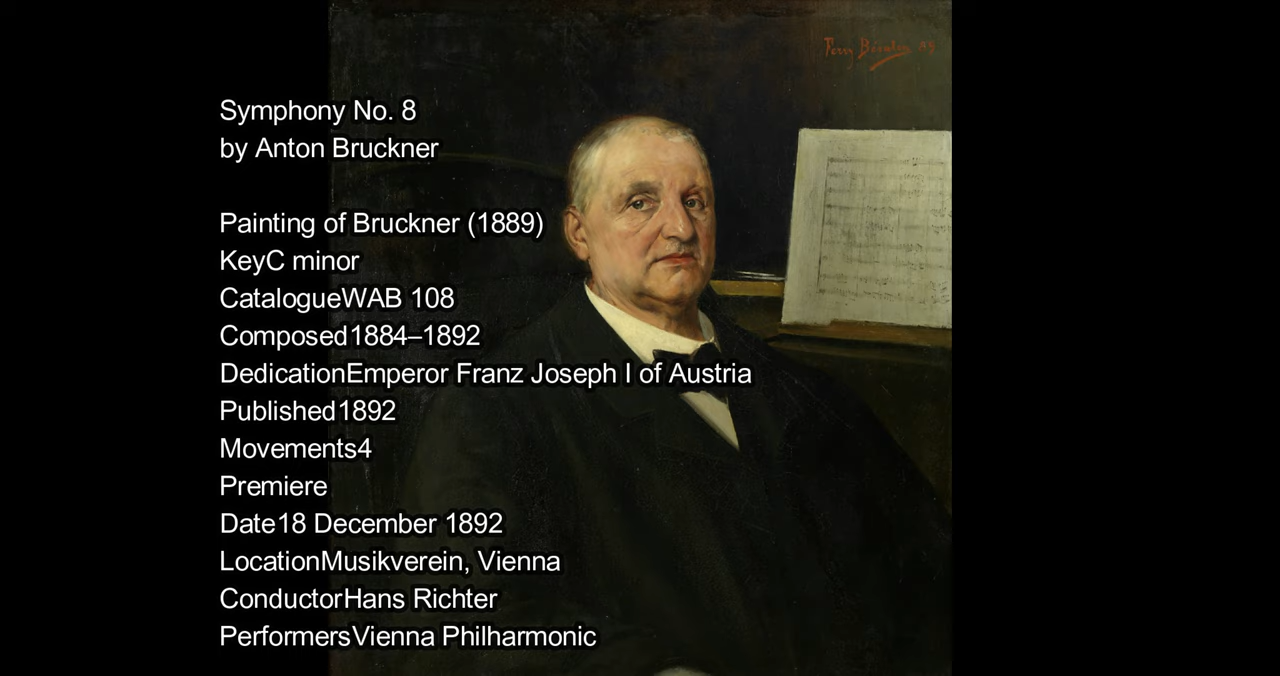 Symphony No. 8
by Anton Bruckner
Painting of Bruckner (1889)
KeyC minor
CatalogueWAB 108
Composed1884–1892
DedicationEmperor Franz Joseph I of Austria
Published1892
Movements4
Premiere
Date18 December 1892
LocationMusikverein, Vienna
ConductorHans Richter
PerformersVienna Philharmonic